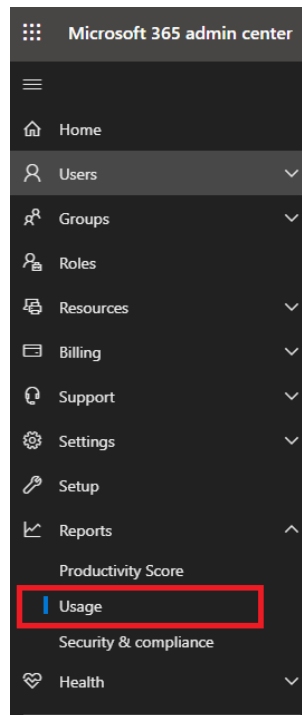 Microsoft 365 admin center
Home
Users
Groups
Roles
Resources
Billing
Support
Settings
Setup
Reports
Productivity Score
Usage
Security & compliance
Health